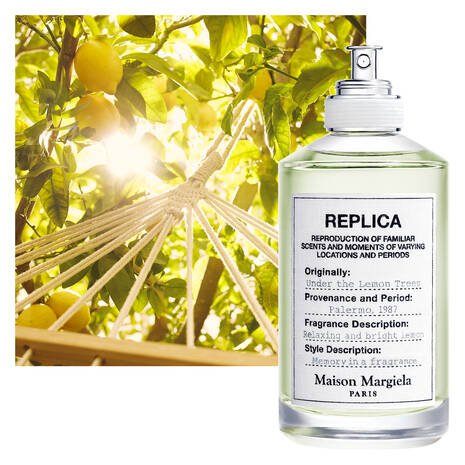 REPLICA
REPRODUCTION OF FAMILIAR
SCENTS AND MOMENTS OF VARYING
LOCATIONS AND PERIODS
Originally:
Under the Lemon Trees
Provenance and Period:
Palermo, 1987
Fragrance Description:
Relaxing and bright lemon
Style Description:
Memory in a fragrance
Maison Margiela
PARIS